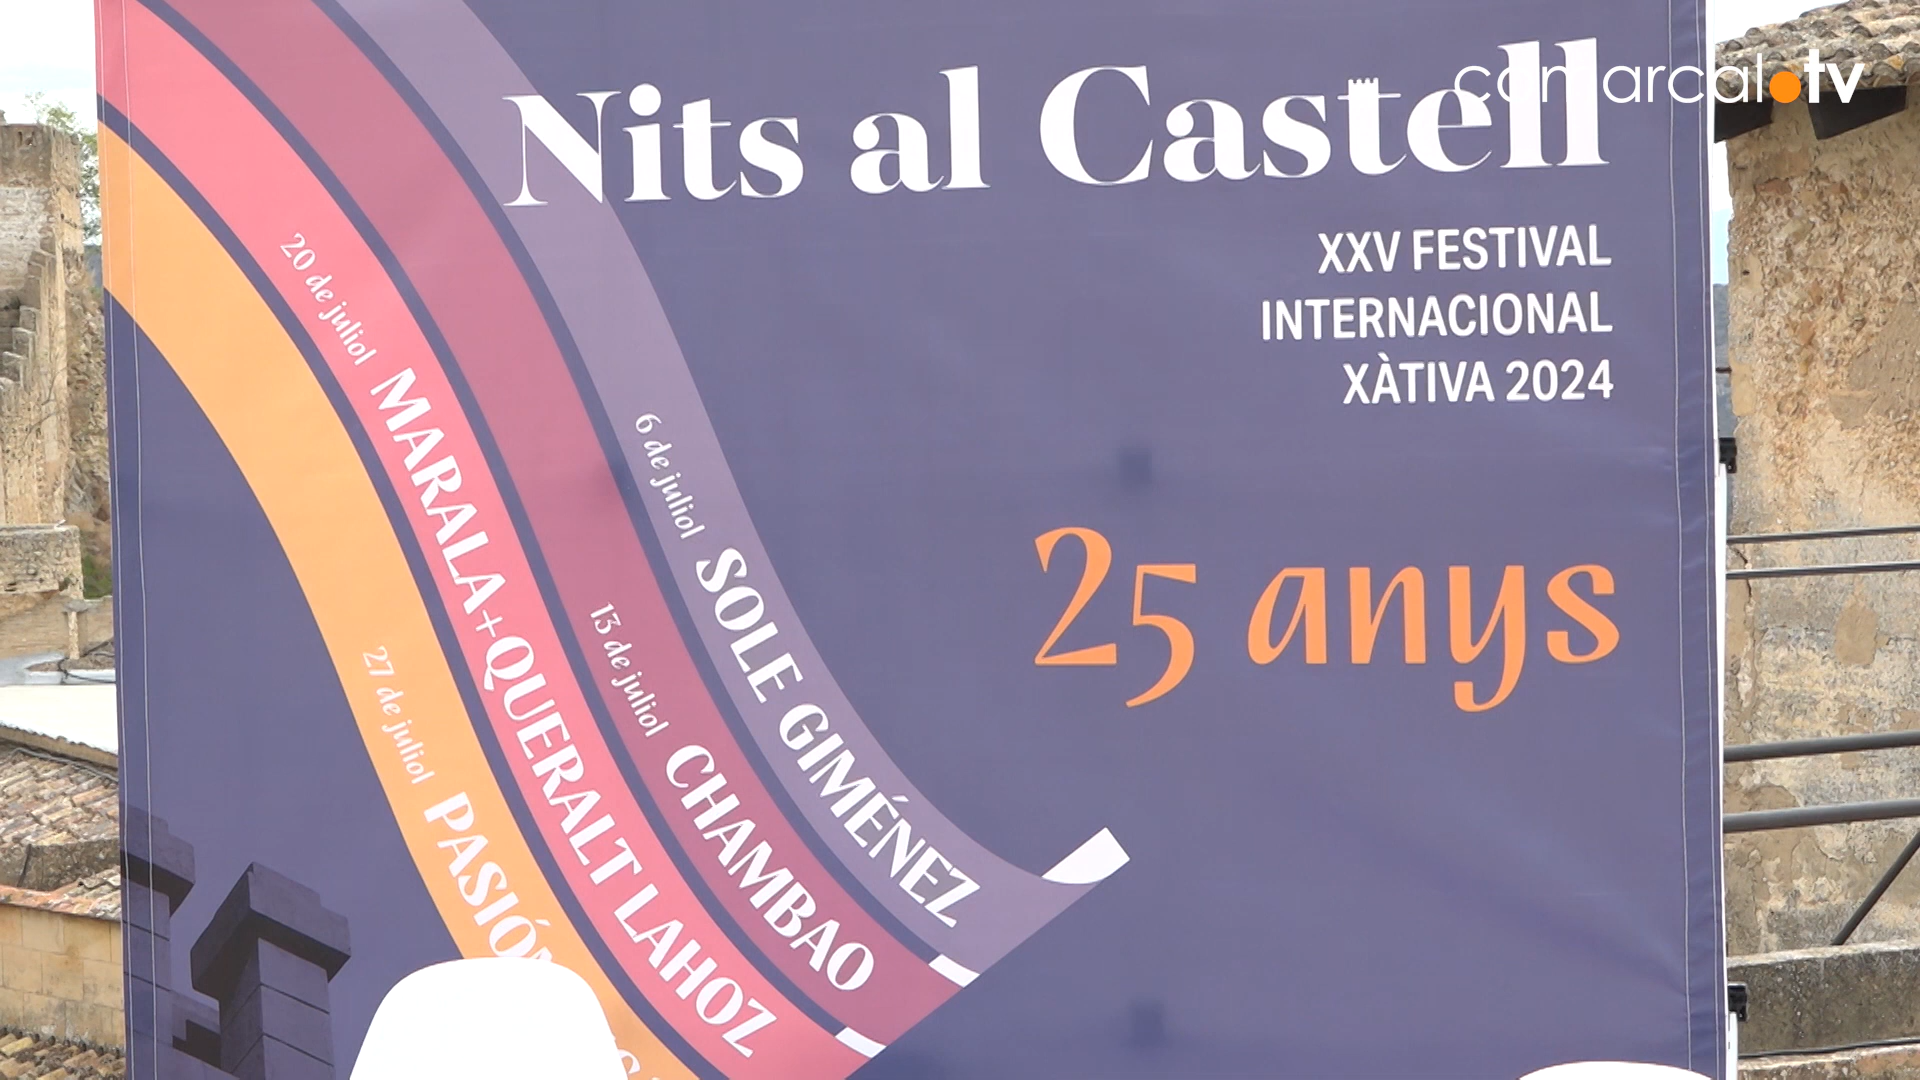 comarcal.tv
Nits al Castell
XXV FESTIVAL
INTERNACIONAL
XÀTIVA 2024
25 anys
6 de juliol SOLE GIMÉNEZ
13 de juliol CHAMBAO
20 de juliol MARALA+QUERALT LAHOZ
27 de juliol PASIÓN